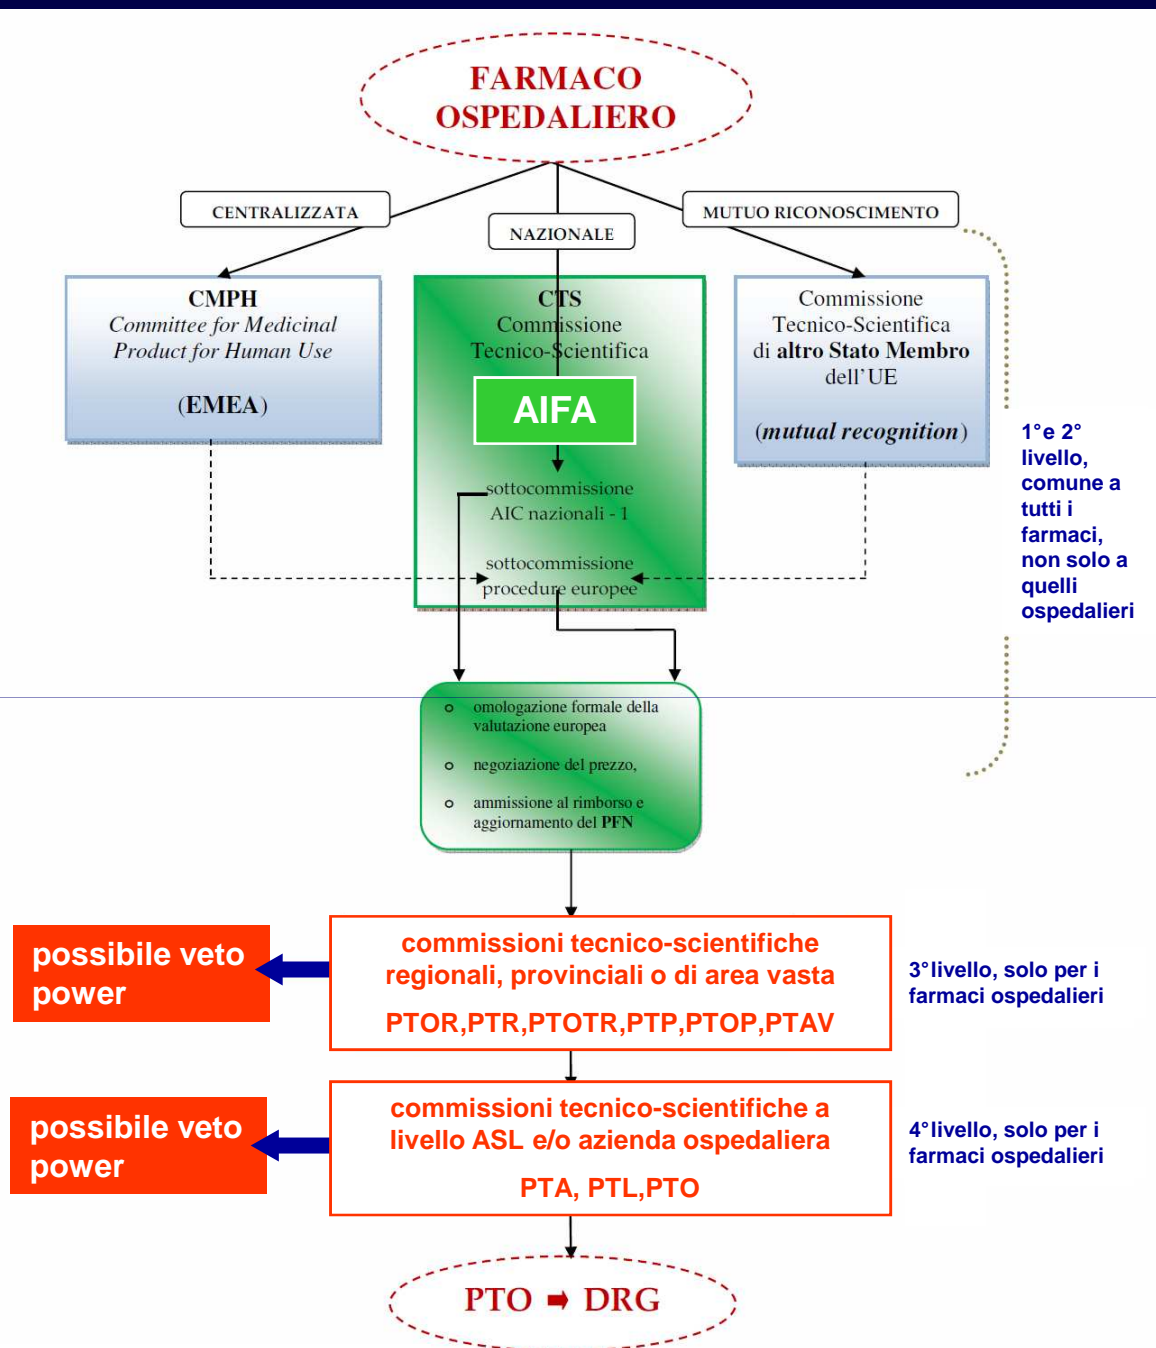 FARMACO
OSPEDALIERO
CENTRALIZZATA
NAZIONALE
MUTUO RICONOSCIMENTO
CMPH
Committee for Medicinal
Product for Human Use
(EMEA)
CTS
Commissione
Tecnico-Scientifica
AIFA
sottocommissione
AIC nazionali - 1
sottocommissione
procedure europee
Commissione
Tecnico-Scientifica
di altro Stato Membro
dell'UE
(mutual recognition)
1°e 2°
livello,
comune a
tutti i
farmaci,
non solo a
quelli
ospedalieri
o omologazione formale della
valutazione europea
o negoziazione del prezzo,
o ammissione al rimborso e
aggiornamento del PFN
possibile veto
power
commissioni tecnico-scientifiche
regionali, provinciali o di area vasta
PTOR,PTR,PTOTR,PTP,PTOP,PTAV
3°livello, solo per i
farmaci ospedalieri
possibile veto
power
commissioni tecnico-scientifiche a
livello ASL e/o azienda ospedaliera
PTA, PTL,PTO
4°livello, solo per i
farmaci ospedalieri
PTO ➡ DRG